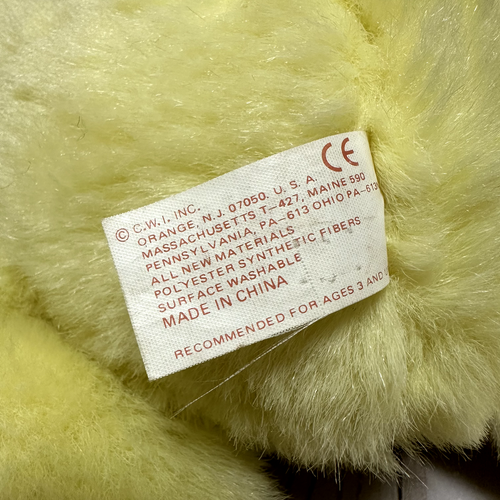 CE
© C.W.I, INC.
ORANGE, N.J. 07050. U.S.A.
MASSACHUSETTS T-427, MAINE 590
PENNSYLVANIA, PA-613 OHIO PA-613
ALL NEW MATERIALS
POLYESTER SYNTHETIC FIBERS
SURFACE WASHABLE
MADE IN CHINA
RECOMMENDED FOR AGES 3 AND